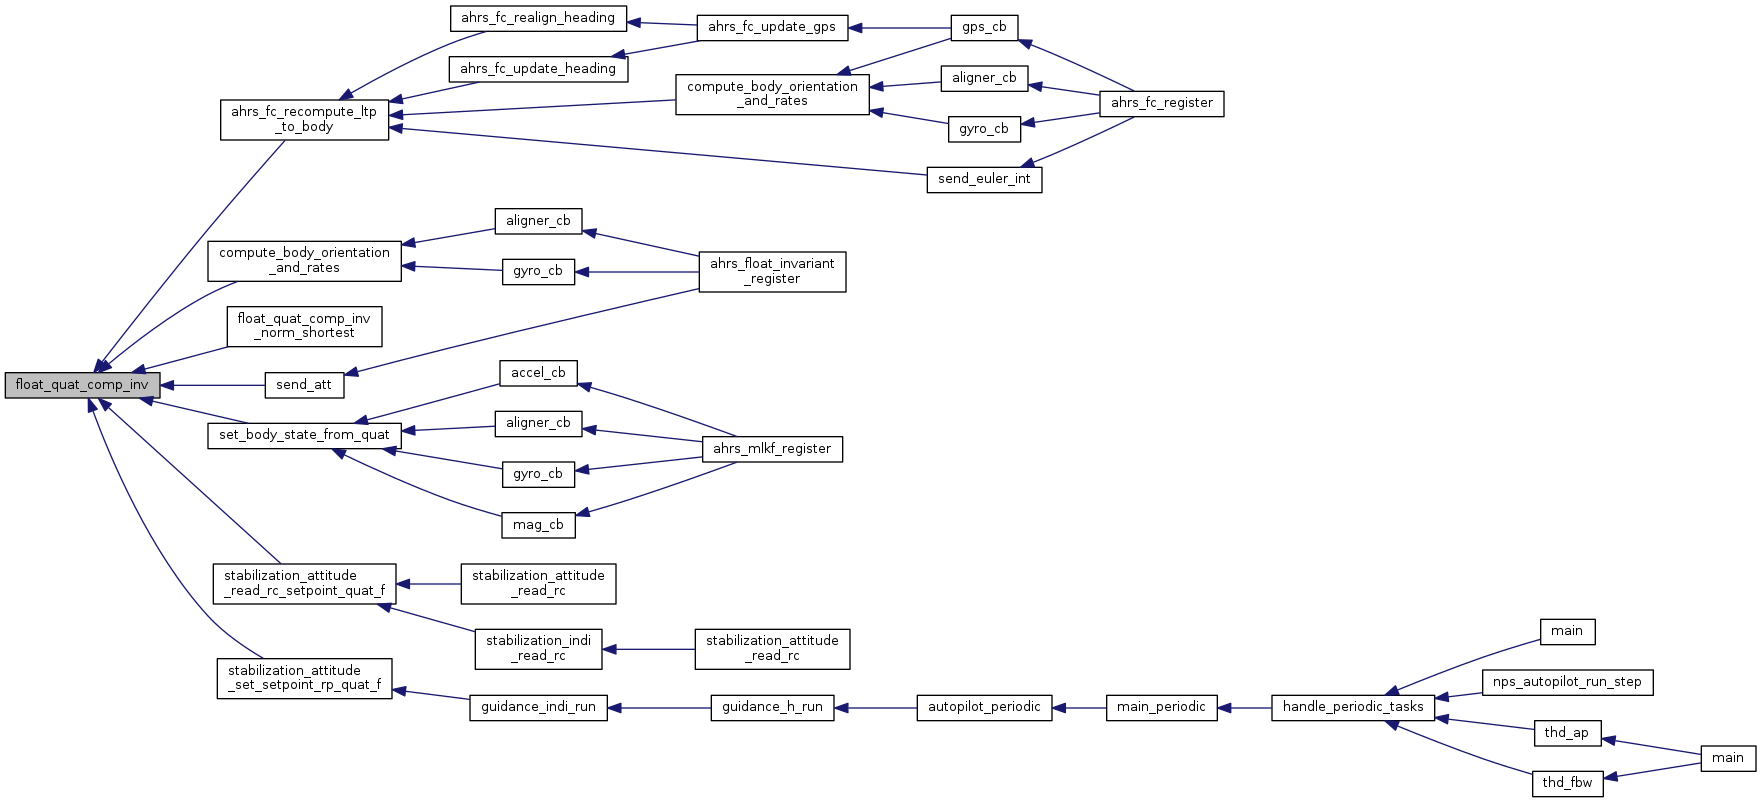 ahrs_fc_realign_heading
ahrs_fc_update_gps
gps_cb
ahrs_fc_update_heading
compute_body_orientation
_and_rates
aligner_cb
ahrs_fc_recompute_ltp
_to_body
ahrs_fc_register
gyro_cb
send_euler_int
aligner_cb
compute_body_orientation
_and_rates
gyro_cb
ahrs_float_invariant
_register
float_quat_comp_inv
_norm_shortest
float_quat_comp_inv
send_att
accel_cb
set_body_state_from_quat
aligner_cb
ahrs_mlkf_register
gyro_cb
mag_cb
stabilization_attitude
_read_rc_setpoint_quat_f
stabilization_attitude
_read_rc
stabilization_indi
_read_rc
stabilization_attitude
_read_rc
stabilization_attitude
_set_setpoint_rp_quat_f
guidance_indi_run
guidance_h_run
autopilot_periodic
main_periodic
handle_periodic_tasks
main
nps_autopilot_run_step
thd_ap
main
thd_fbw